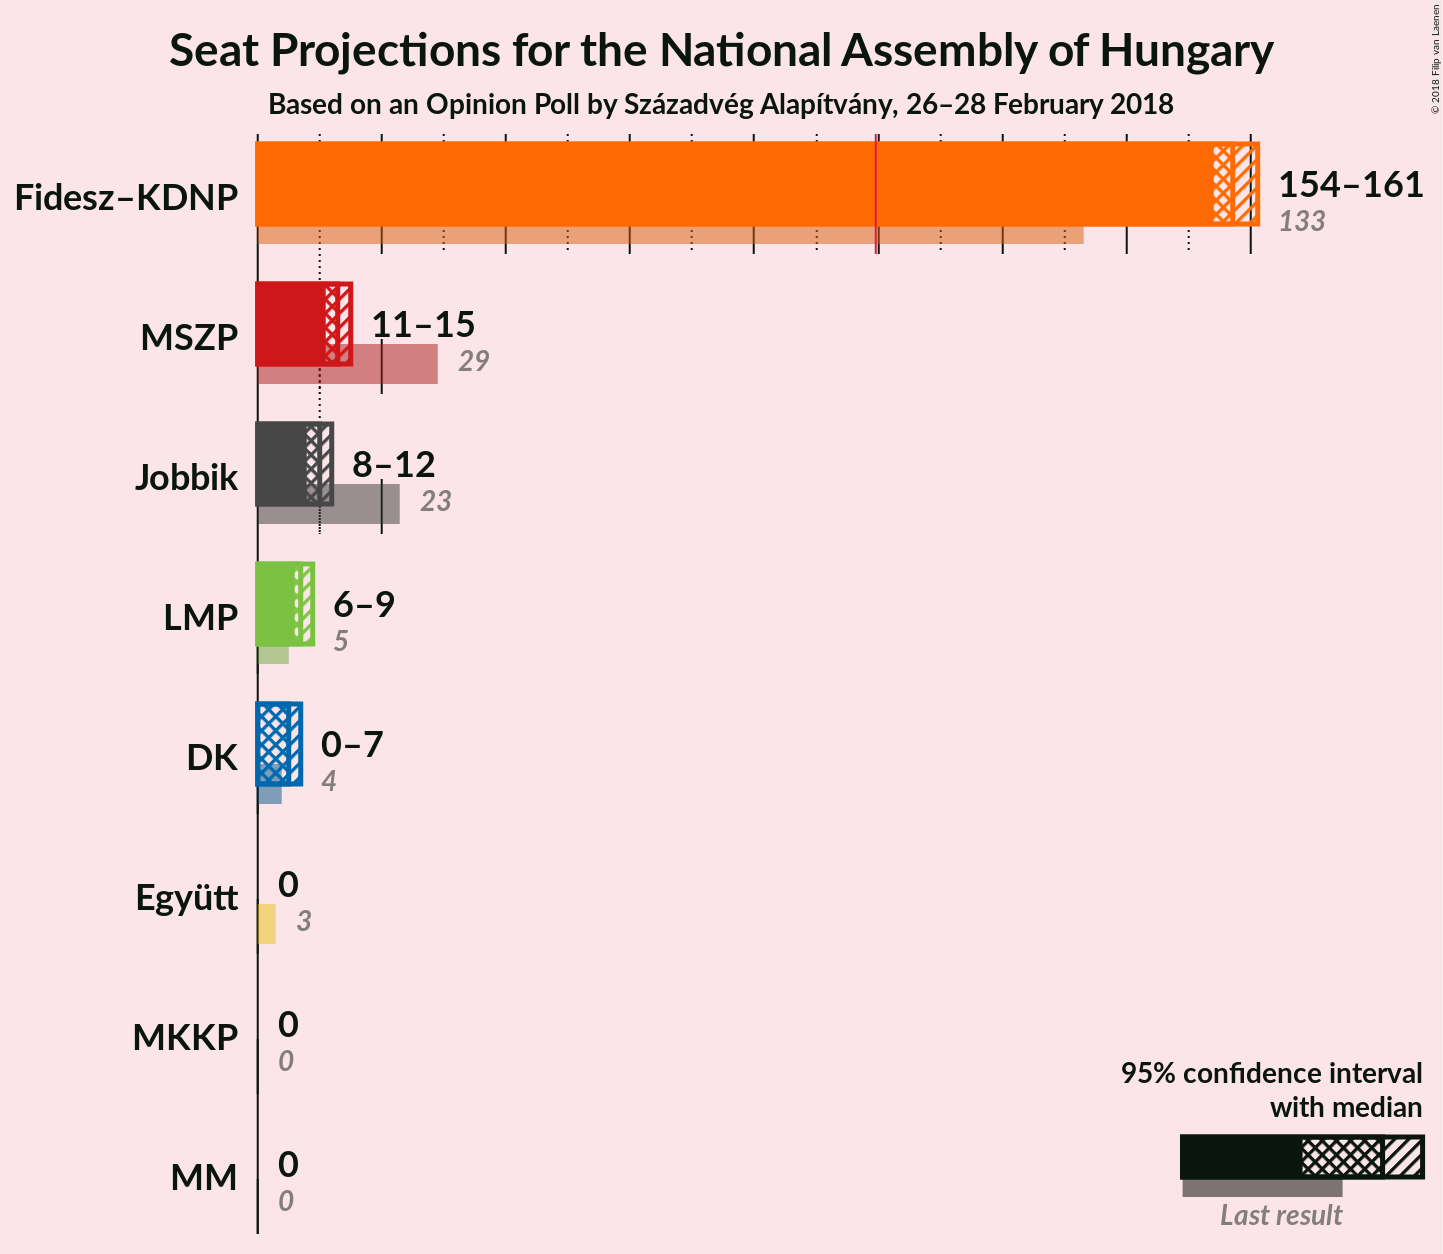 Seat Projections for the National Assembly of Hungary
Based on an Opinion Poll by Századvég Alapítvány, 26–28 February 2018
© 2018 Filip van Laenen
Fidesz–KDNP
154–161
133
MSZP
11–15
29
Jobbik
8–12
23
LMP
6–9
5
DK
0–7
4
Együtt
0
3
MKKP
0
0
MM
0
0
95% confidence interval
with median
Last result